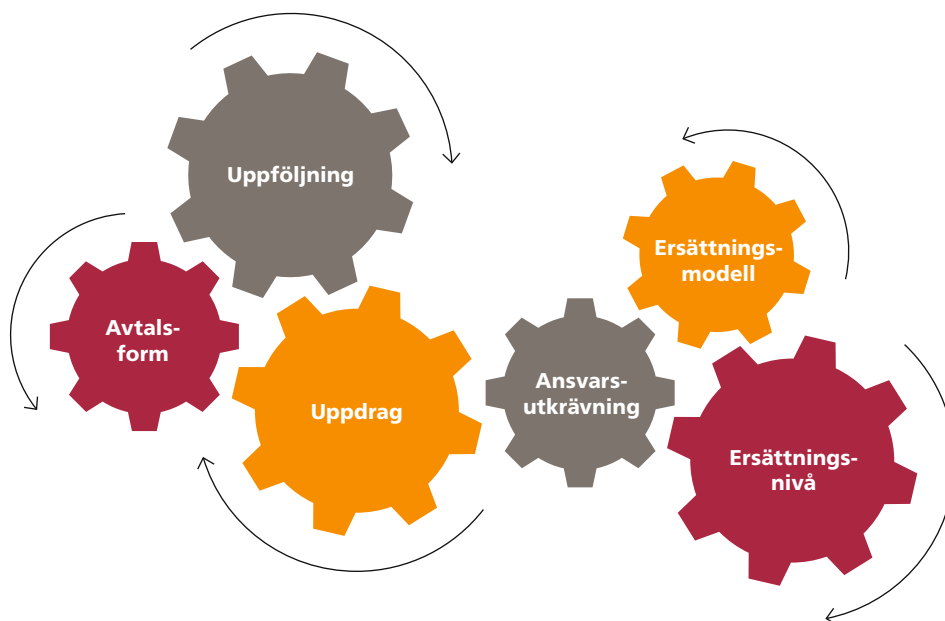 Uppföljning
Avtals-
form
Uppdrag
Ansvars-
utkrävning
Ersättnings-
modell
Ersättnings-
nivå